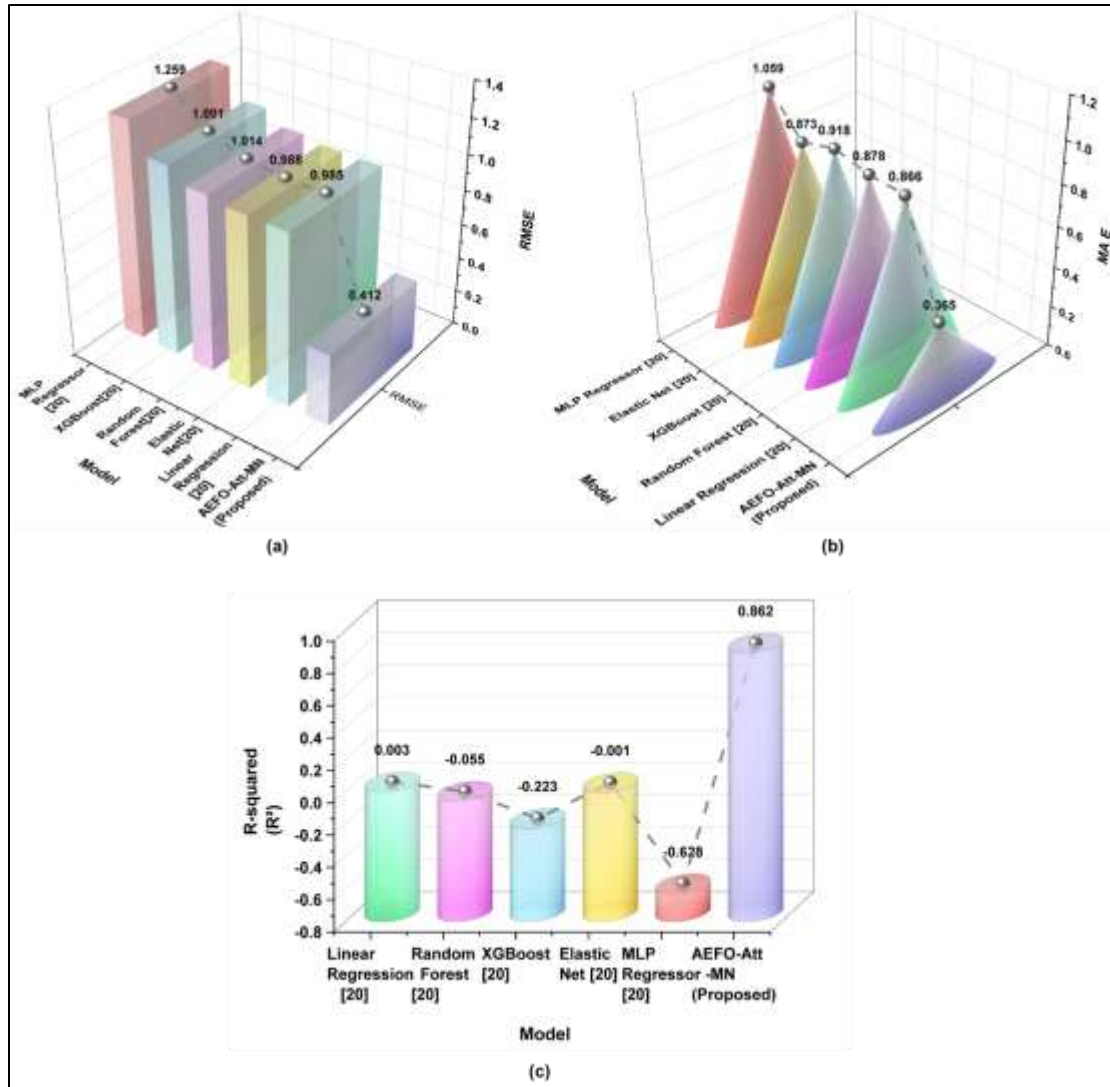 1.259
1.091
1.014
0.988
0.985
0.412
1.4
1.2
1.0
0.8
0.6
0.4
0.2
0.0
RMSE
RMSE
MLP
Regressor
[20]
XGBoost[20]
Random
Forest[20]
Elastic
Net[20]
Linear
Regression
[20]
AEFO-Att-MN
(Proposed)
Model
(a)
1.059
0.873
0.918
0.878
0.866
0.365
1.2
1.0
0.8
0.6
0.4
0.2
0.0
MAE
MLP Regressor [20]
Elastic Net [20]
XGBoost [20]
Random Forest [20]
Linear Regression [20]
AEFO-Att-MN
(Proposed)
Model
(b)
0.862
0.003
-0.055
-0.223
-0.001
-0.628
1.0
0.8
0.6
0.4
0.2
0.0
-0.2
-0.4
-0.6
-0.8
R-squared
(R²)
Linear
Regression
[20]
Random
Forest
[20]
XGBoost
[20]
Elastic
Net [20]
MLP
Regressor
[20]
AEFO-Att
-MN
(Proposed)
Model
(c)